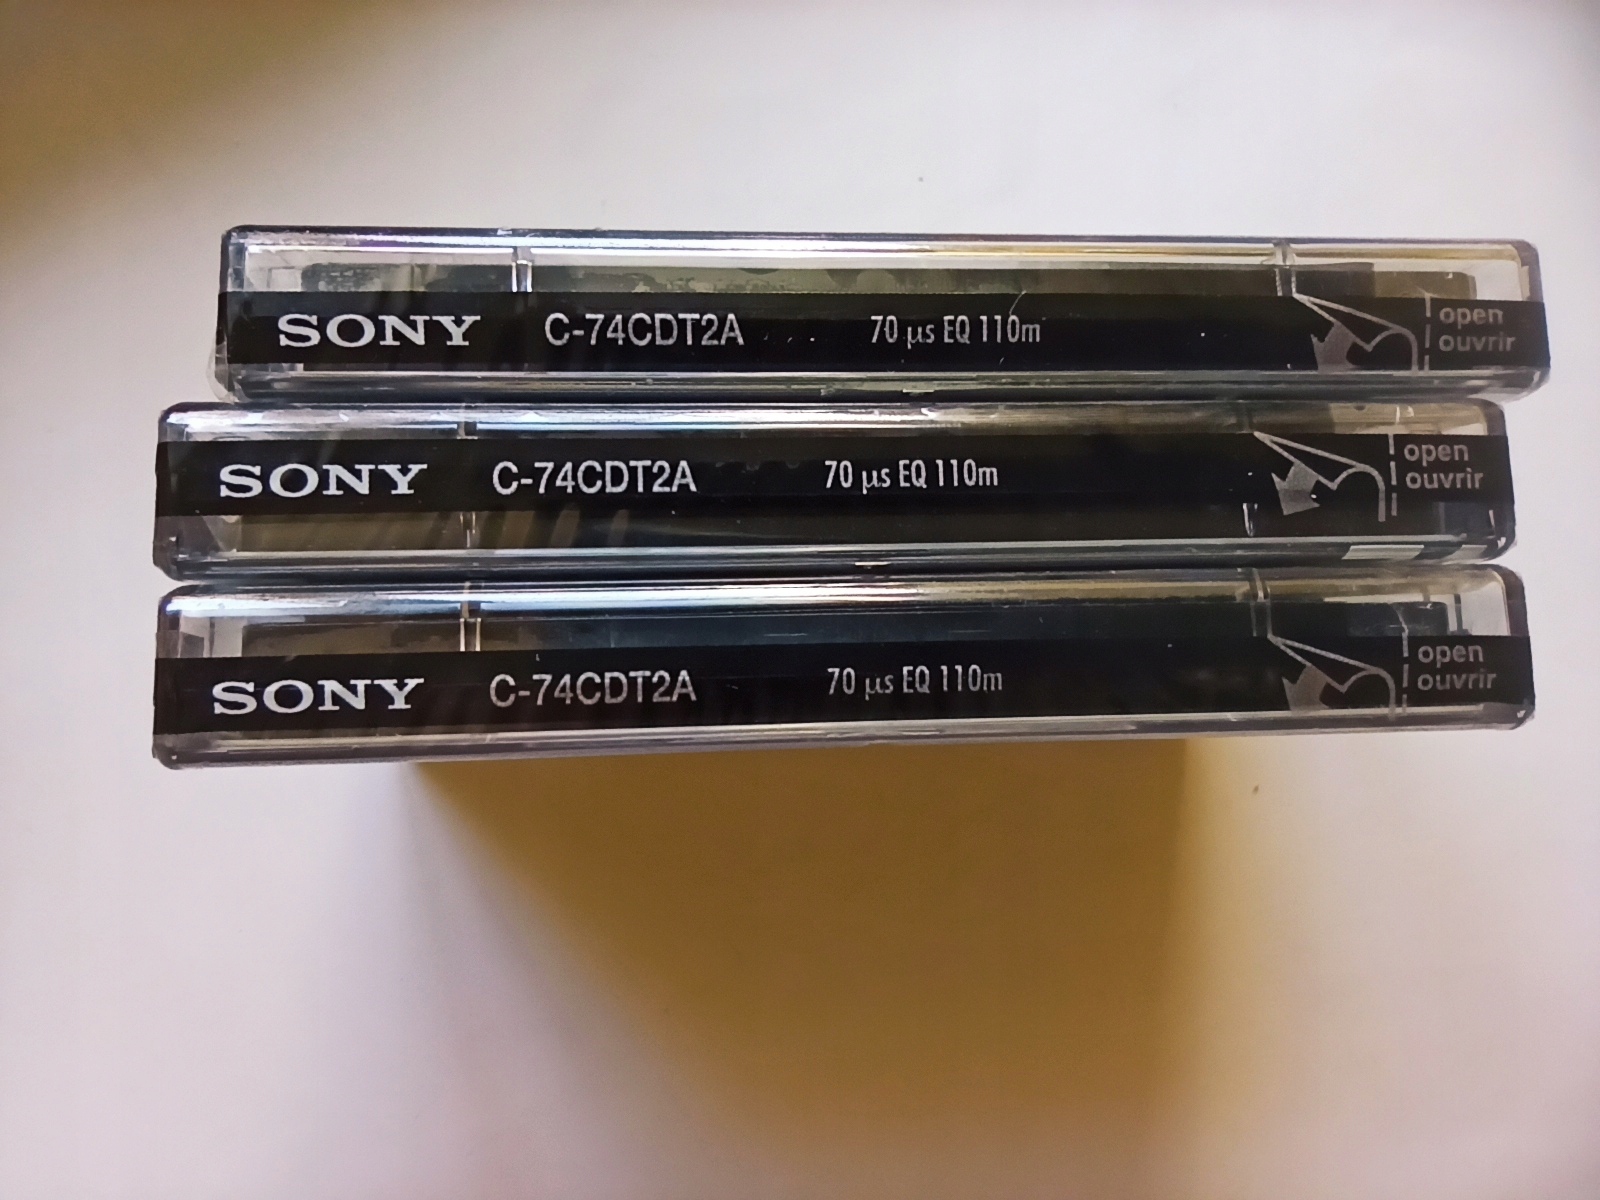 SONY C-74CDT2A 70 µs EQ 110m open
ouvrir
SONY C-74CDT2A 70 µs EQ 110m open
ouvrir
SONY C-74CDT2A 70 µs EQ 110m open
ouvrir